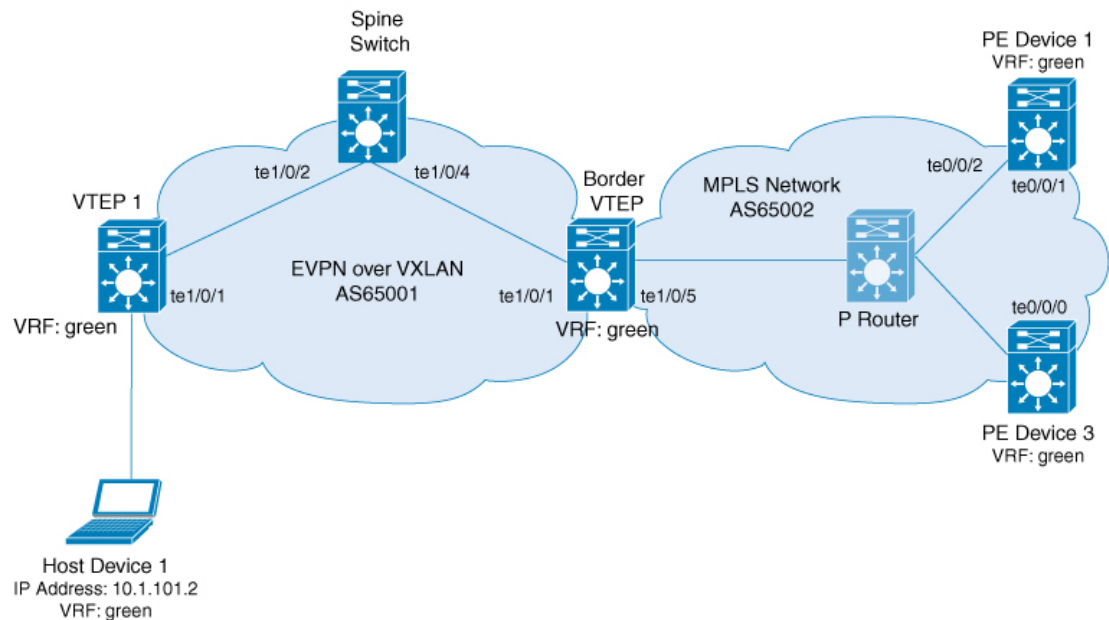 Spine
Switch
PE Device 1
VRF: green
te1/0/2
te1/0/4
VTEP 1
Border
VTEP
MPLS Network
AS65002
te0/0/2
te0/0/1
EVPN over VXLAN
AS65001
te1/0/1
VRF: green
te1/0/1
te1/0/5
VRF: green
P Router
te0/0/0
PE Device 3
VRF: green
Host Device 1
IP Address: 10.1.101.2
VRF: green